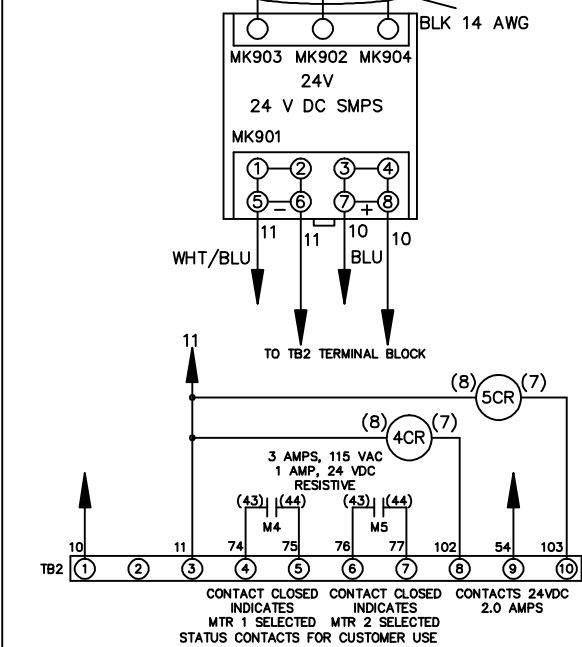 BLK 14 AWG
MK903 MK902 MK904
24V
24 V DC SMPS
MK901
1 2 3 4
5 - 6 7 + 8
11 11 10 10
WHT/BLU BLU
TO TB2 TERMINAL BLOCK
11
(8) 5CR (7)
(8) 4CR (7)
3 AMPS, 115 VAC
1 AMP, 24 VDC
RESISTIVE
(43) (44) (43) (44)
M4 M5
10 11 74 75 76 77 102 54 103
TB2 1 2 3 4 5 6 7 8 9 10
CONTACT CLOSED CONTACT CLOSED CONTACTS 24VDC
INDICATES INDICATES 2.0 AMPS
MTR 1 SELECTED MTR 2 SELECTED
STATUS CONTACTS FOR CUSTOMER USE